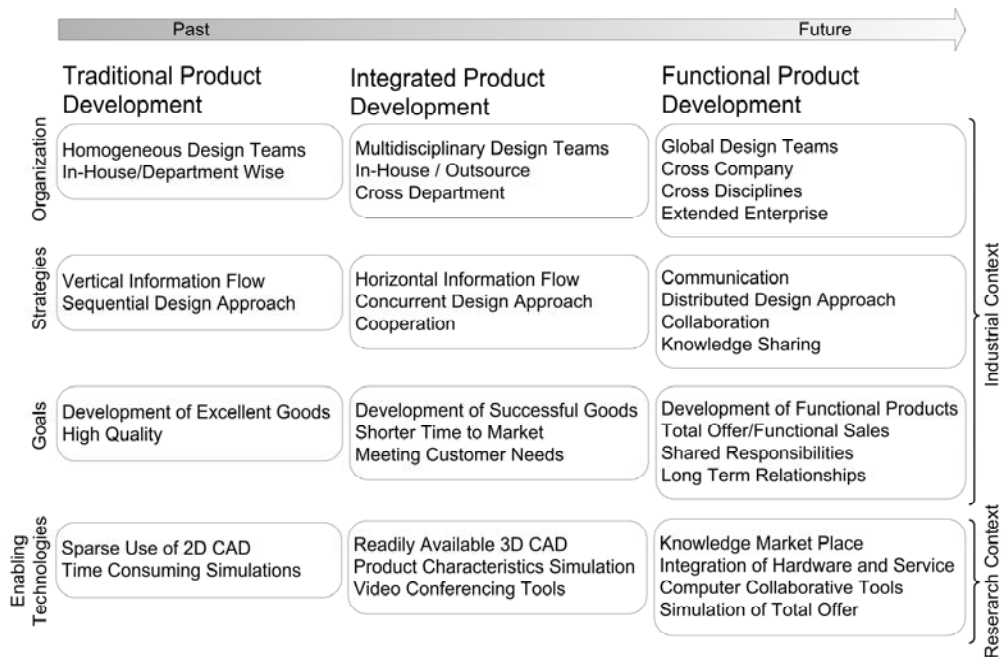 Past
Future
Traditional Product
Development
Integrated Product
Development
Functional Product
Development
Organization
Homogeneous Design Teams
In-House/Department Wise
Multidisciplinary Design Teams
In-House / Outsource
Cross Department
Global Design Teams
Cross Company
Cross Disciplines
Extended Enterprise
Strategies
Vertical Information Flow
Sequential Design Approach
Horizontal Information Flow
Concurrent Design Approach
Cooperation
Communication
Distributed Design Approach
Collaboration
Knowledge Sharing
Goals
Development of Excellent Goods
High Quality
Development of Successful Goods
Shorter Time to Market
Meeting Customer Needs
Development of Functional Products
Total Offer/Functional Sales
Shared Responsibilities
Long Term Relationships
Industrial Context
Enabling
Technologies
Sparse Use of 2D CAD
Time Consuming Simulations
Readily Available 3D CAD
Product Characteristics Simulation
Video Conferencing Tools
Knowledge Market Place
Integration of Hardware and Service
Computer Collaborative Tools
Simulation of Total Offer
Reserarch Context